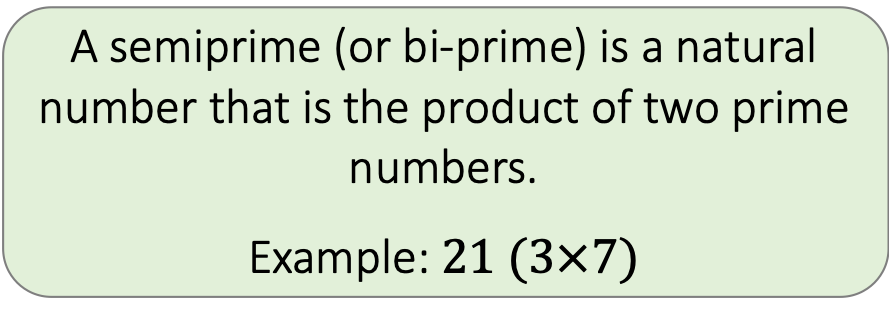 A semiprime (or bi-prime) is a natural
number that is the product of two prime
numbers.
Example: 21 (3×7)